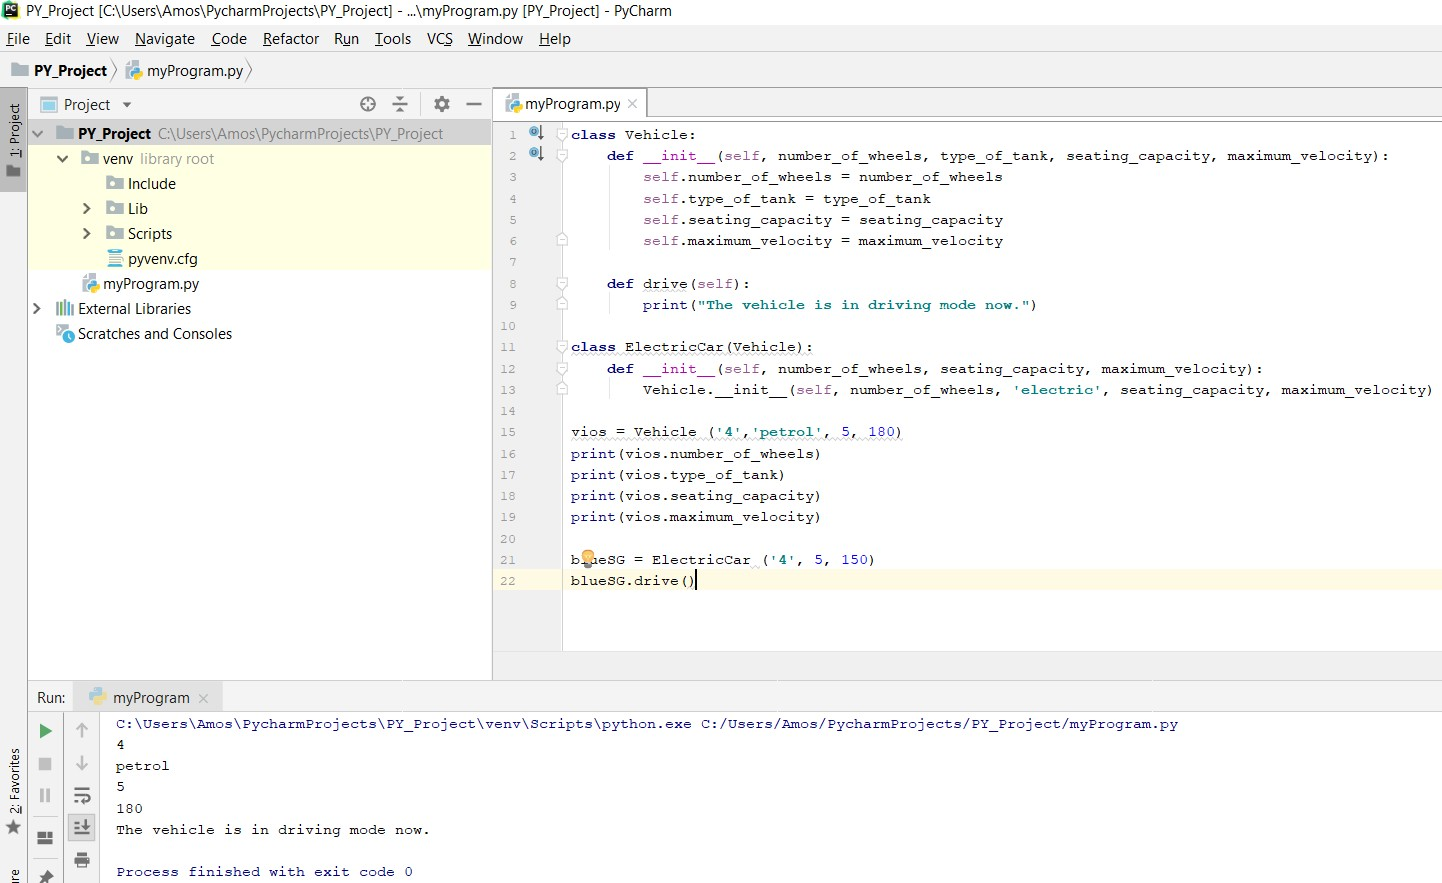 PY_Project [C:\Users\Amos\PycharmProjects\PY_Project] - ...\myProgram.py [PY_Project] - PyCharm
File Edit View Navigate Code Refactor Run Tools VCS Window Help
PY_Project myProgram.py
1: Project
Project
PY_Project C:\Users\Amos\PycharmProjects\PY_Project
venv library root
Include
Lib
Scripts
pyvenv.cfg
myProgram.py
External Libraries
Scratches and Consoles
myProgram.py
1 class Vehicle:
2     def __init__(self, number_of_wheels, type_of_tank, seating_capacity, maximum_velocity):
3         self.number_of_wheels = number_of_wheels
4         self.type_of_tank = type_of_tank
5         self.seating_capacity = seating_capacity
6         self.maximum_velocity = maximum_velocity
7
8     def drive(self):
9         print("The vehicle is in driving mode now.")
10
11 class ElectricCar(Vehicle):
12     def __init__(self, number_of_wheels, seating_capacity, maximum_velocity):
13         Vehicle.__init__(self, number_of_wheels, 'electric', seating_capacity, maximum_velocity)
14
15 vios = Vehicle ('4','petrol', 5, 180)
16 print(vios.number_of_wheels)
17 print(vios.type_of_tank)
18 print(vios.seating_capacity)
19 print(vios.maximum_velocity)
20
21 blueSG = ElectricCar ('4', 5, 150)
22 blueSG.drive()
Run: myProgram
C:\Users\Amos\PycharmProjects\PY_Project\venv\Scripts\python.exe C:/Users/Amos/PycharmProjects/PY_Project/myProgram.py
4
petrol
5
180
The vehicle is in driving mode now.
Process finished with exit code 0
2: Favorites